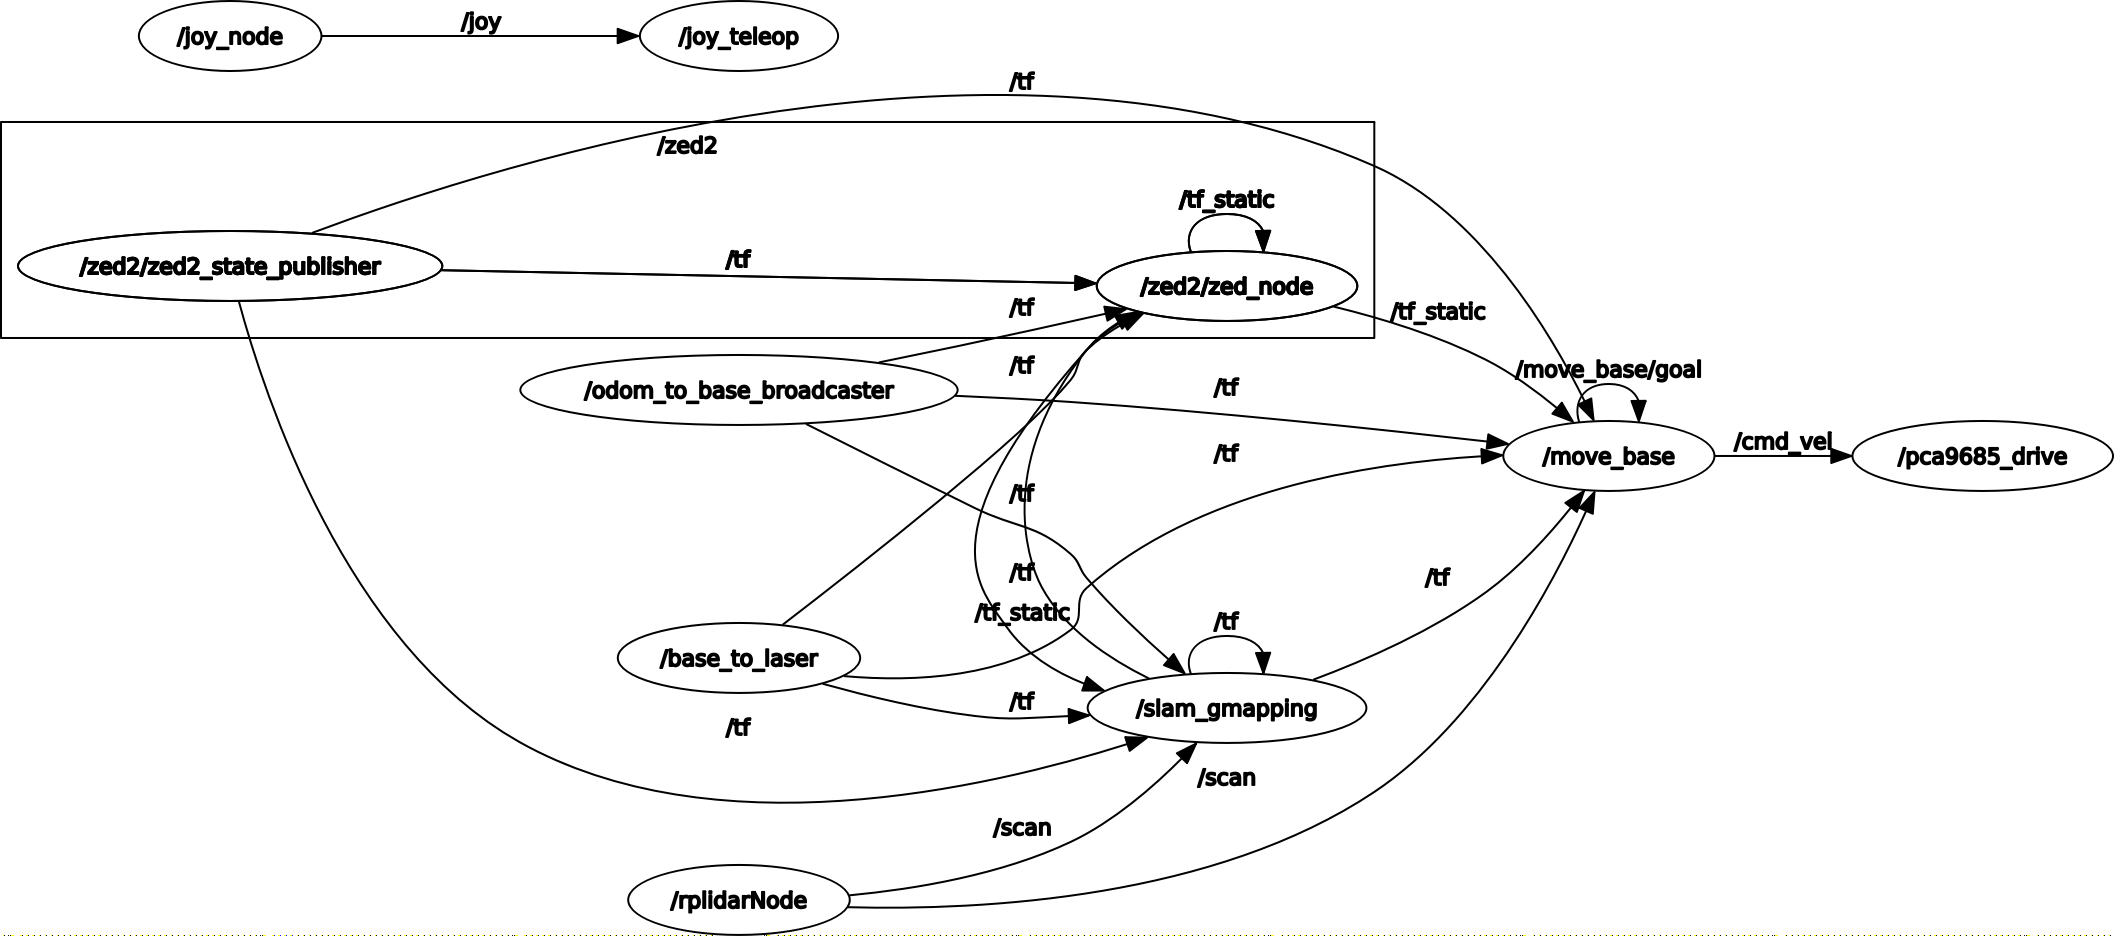 /joy_node
/joy
/joy_teleop
/tf
/zed2
/tf_static
/zed2/zed2_state_publisher
/tf
/zed2/zed_node
/tf
/tf_static
/odom_to_base_broadcaster
/tf
/tf
/move_base/goal
/tf
/move_base
/cmd_vel
/pca9685_drive
/tf
/tf
/tf
/tf_static
/tf
/base_to_laser
/tf
/slam_gmapping
/tf
/scan
/scan
/rplidarNode